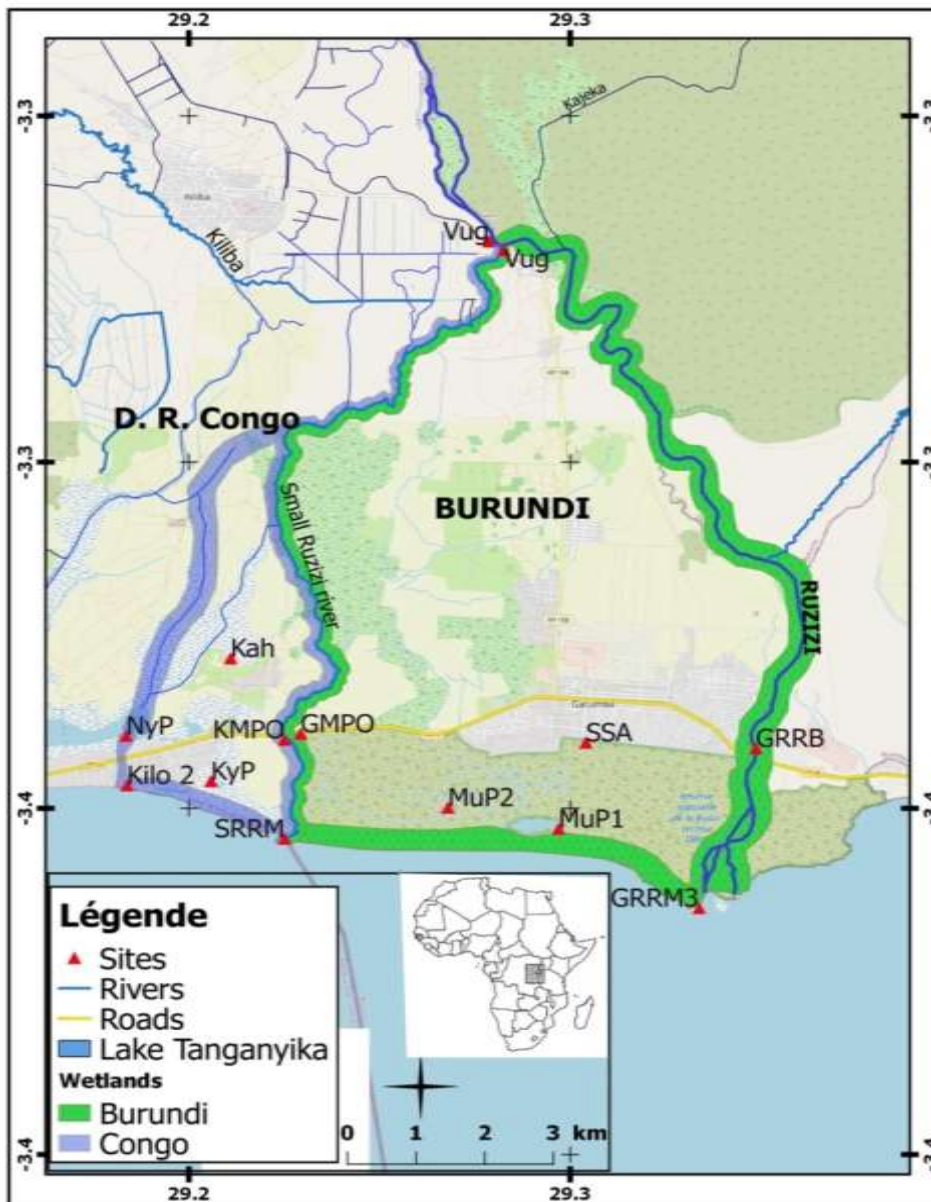 29.2 29.3
-3.3 -3.3
Kajeka
Kiliba
Vug
Vug
D. R. Congo
-3.3 -3.3
BURUNDI
Small Ruzizi river
RUZIZI
Kah
NyP KMPO GMPO SSA GRRB
Gatumba
Kilo 2 KyP
MuP2
MuP1
SRRM
-3.4 -3.4
GRRM3
Légende
Sites
Rivers
Roads
Lake Tanganyika
Wetlands
Burundi
Congo
0 1 2 3 km
-3.4 -3.4
29.2 29.3